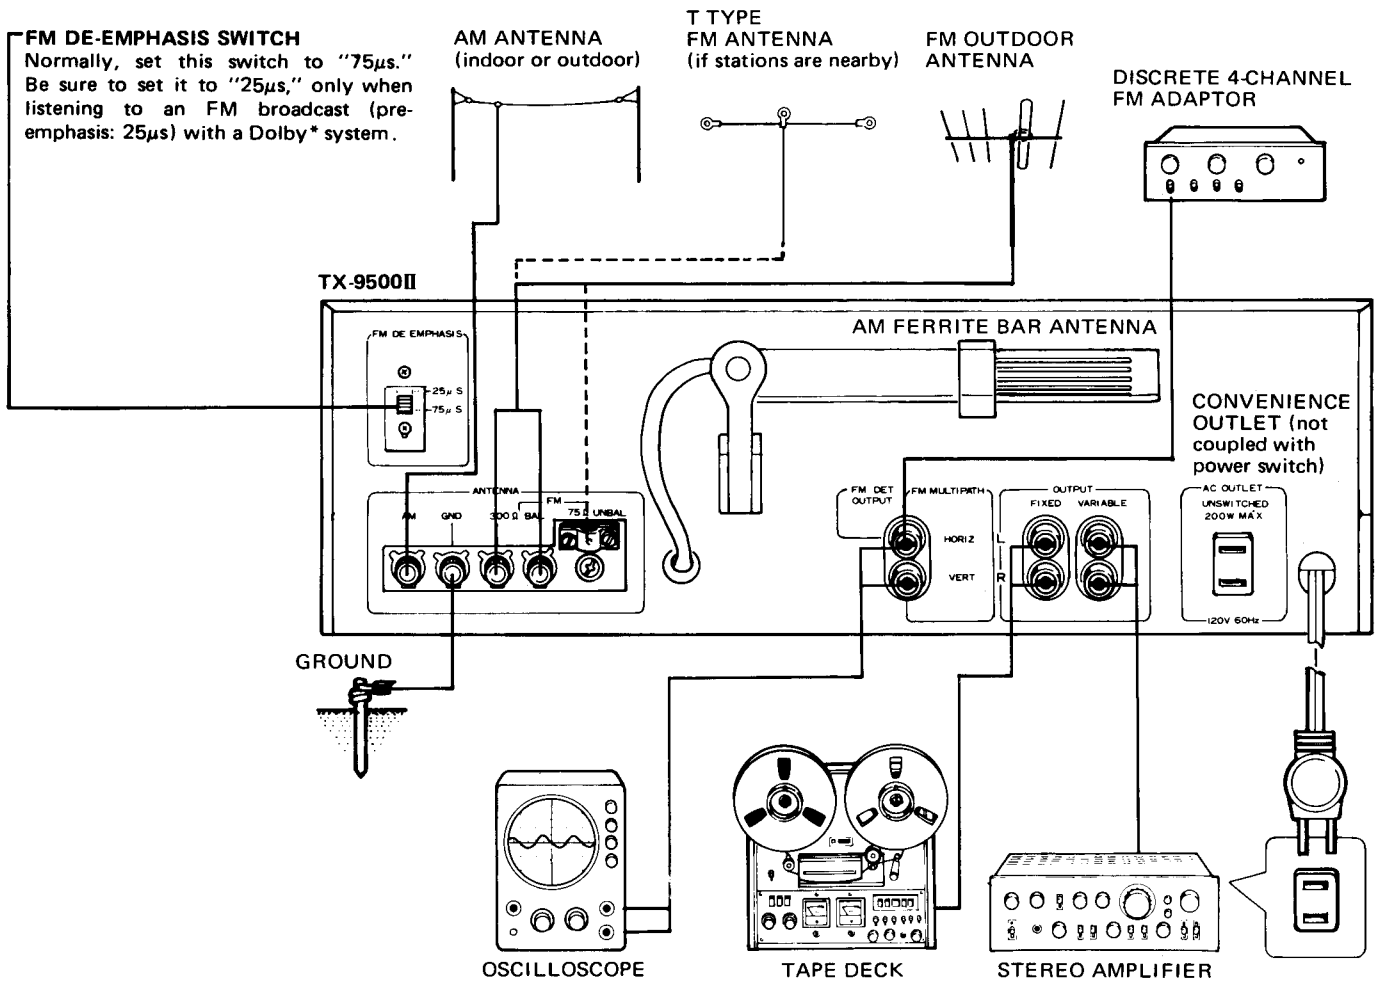 FM DE-EMPHASIS SWITCH
Normally, set this switch to "75μs."
Be sure to set it to "25μs," only when
listening to an FM broadcast (pre-
emphasis: 25μs) with a Dolby* system.
AM ANTENNA
(indoor or outdoor)
T TYPE
FM ANTENNA
(if stations are nearby)
FM OUTDOOR
ANTENNA
DISCRETE 4-CHANNEL
FM ADAPTOR
TX-9500II
FM DE EMPHASIS
25μ S
75μ S
AM FERRITE BAR ANTENNA
CONVENIENCE
OUTLET (not
coupled with
power switch)
ANTENNA
AM
GND
FM
300Ω BAL
75Ω UNBAL
FM DET
OUTPUT
FM MULTIPATH
HORIZ
VERT
OUTPUT
FIXED
VARIABLE
L
R
AC OUTLET
UNSWITCHED
200W MAX
120V 60Hz
GROUND
OSCILLOSCOPE
TAPE DECK
STEREO AMPLIFIER